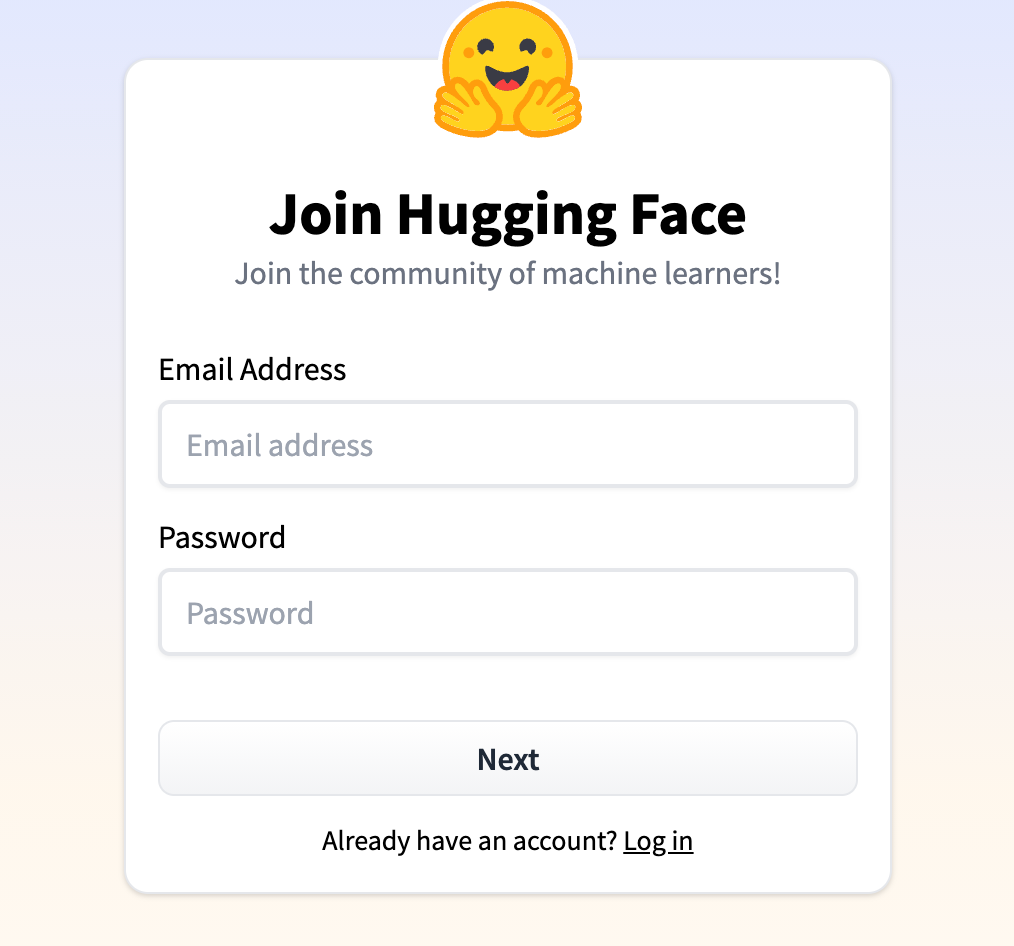 Join Hugging Face
Join the community of machine learners!
Email Address
Email address
Password
Password
Next
Already have an account? Log in